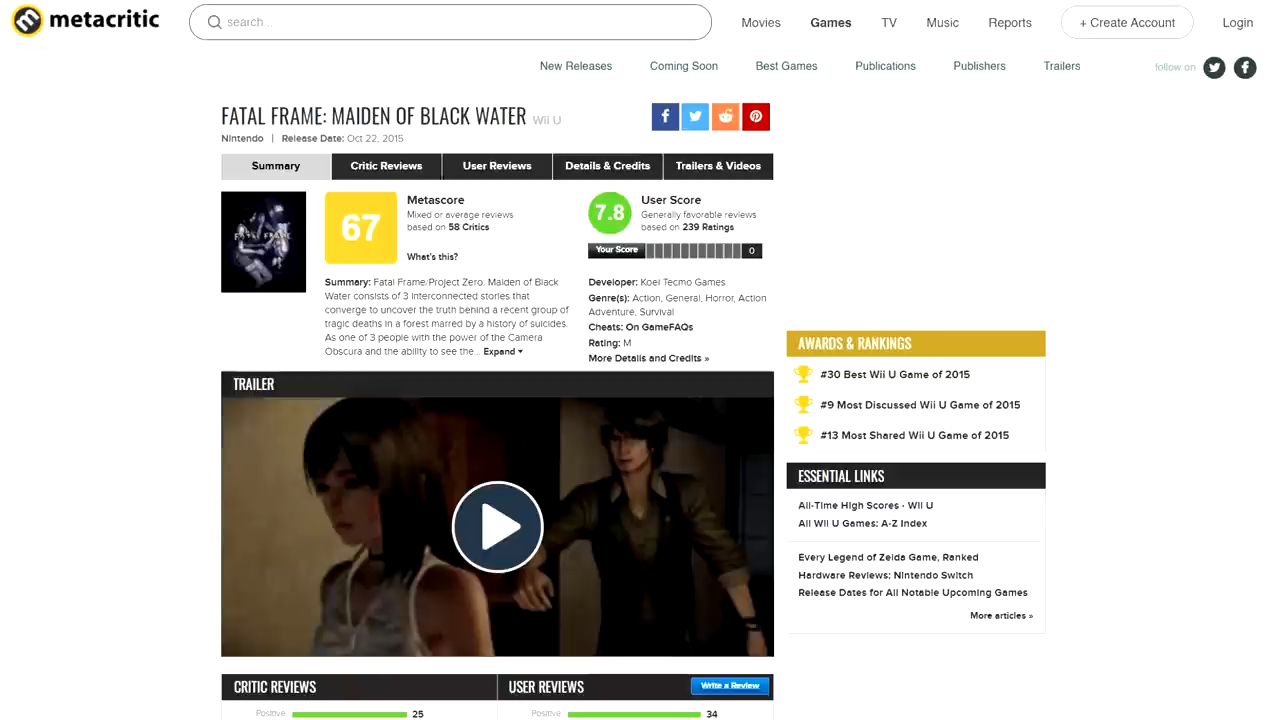 metacritic
search...
Movies Games TV Music Reports + Create Account Login
New Releases Coming Soon Best Games Publications Publishers Trailers follow on
FATAL FRAME: MAIDEN OF BLACK WATER Wii U
Nintendo | Release Date: Oct 22, 2015
Summary Critic Reviews User Reviews Details & Credits Trailers & Videos
FATAL FRAME
67
Metascore
Mixed or average reviews
based on 58 Critics
What's this?
Summary: Fatal Frame/Project Zero: Maiden of Black
Water consists of 3 interconnected stories that
converge to uncover the truth behind a recent group of
tragic deaths in a forest marred by a history of suicides.
As one of 3 people with the power of the Camera
Obscura and the ability to see the... Expand
7.8
User Score
Generally favorable reviews
based on 239 Ratings
Your Score 0
Developer: Koei Tecmo Games
Genre(s): Action, General, Horror, Action
Adventure, Survival
Cheats: On GameFAQs
Rating: M
More Details and Credits »
TRAILER
AWARDS & RANKINGS
#30 Best Wii U Game of 2015
#9 Most Discussed Wii U Game of 2015
#13 Most Shared Wii U Game of 2015
ESSENTIAL LINKS
All-Time High Scores - Wii U
All Wii U Games: A-Z Index
Every Legend of Zelda Game, Ranked
Hardware Reviews: Nintendo Switch
Release Dates for All Notable Upcoming Games
More articles »
CRITIC REVIEWS
Positive 25
USER REVIEWS Write a Review
Positive 34